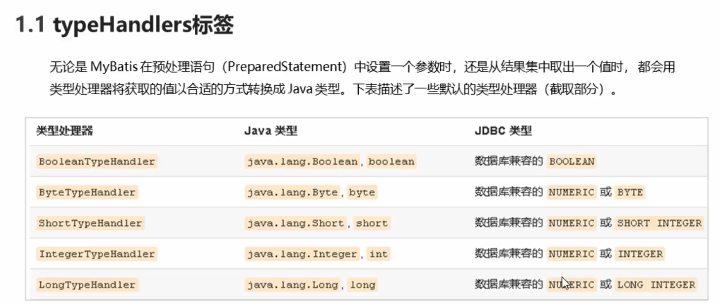 1.1 typeHandlers标签
无论是 MyBatis 在预处理语句（PreparedStatement）中设置一个参数时，还是从结果集中取出一个值时， 都会用
类型处理器将获取的值以合适的方式转换成 Java 类型。下表描述了一些默认的类型处理器（截取部分）。
类型处理器 Java 类型 JDBC 类型
BooleanTypeHandler java.lang.Boolean, boolean 数据库兼容的 BOOLEAN
ByteTypeHandler java.lang.Byte, byte 数据库兼容的 NUMERIC 或 BYTE
ShortTypeHandler java.lang.Short, short 数据库兼容的 NUMERIC 或 SHORT INTEGER
IntegerTypeHandler java.lang.Integer, int 数据库兼容的 NUMERIC 或 INTEGER
LongTypeHandler java.lang.Long, long 数据库兼容的 NUMERIC 或 LONG INTEGER